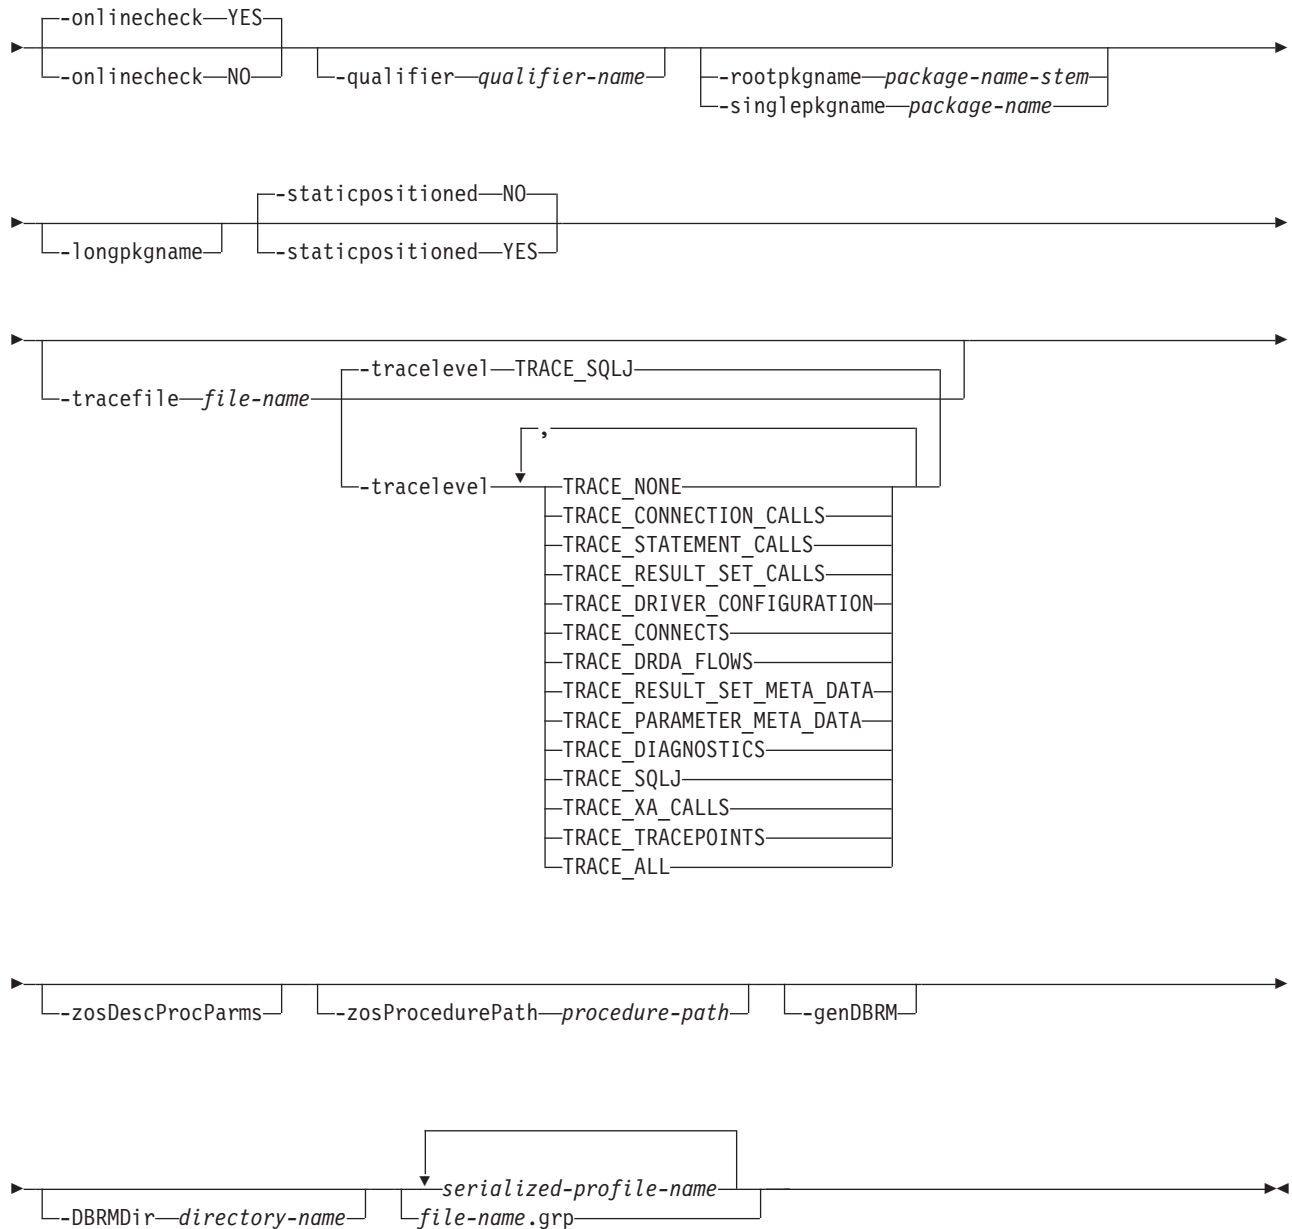 -onlinecheck YES
-onlinecheck NO
-qualifier qualifier-name
-rootpkgname package-name-stem
-singlepkgname package-name
-longpkgname
-staticpositioned NO
-staticpositioned YES
-tracefile file-name
-tracelevel TRACE_SQLJ
,
-tracelevel
TRACE_NONE
TRACE_CONNECTION_CALLS
TRACE_STATEMENT_CALLS
TRACE_RESULT_SET_CALLS
TRACE_DRIVER_CONFIGURATION
TRACE_CONNECTS
TRACE_DRDA_FLOWS
TRACE_RESULT_SET_META_DATA
TRACE_PARAMETER_META_DATA
TRACE_DIAGNOSTICS
TRACE_SQLJ
TRACE_XA_CALLS
TRACE_TRACEPOINTS
TRACE_ALL
-zosDescProcParms
-zosProcedurePath procedure-path
-genDBRM
-DBRMDir directory-name
serialized-profile-name
file-name.grp